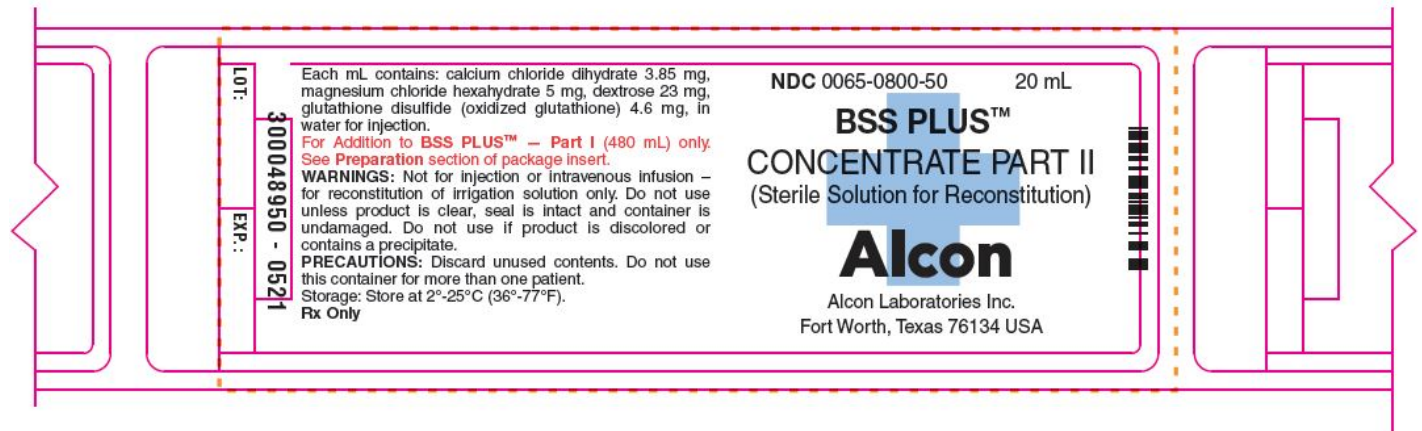 LOT:
EXP.:
300048950 - 0521
Each mL contains: calcium chloride dihydrate 3.85 mg,
magnesium chloride hexahydrate 5 mg, dextrose 23 mg,
glutathione disulfide (oxidized glutathione) 4.6 mg, in
water for injection.
For Addition to BSS PLUS™ — Part I (480 mL) only.
See Preparation section of package insert.
WARNINGS: Not for injection or intravenous infusion –
for reconstitution of irrigation solution only. Do not use
unless product is clear, seal is intact and container is
undamaged. Do not use if product is discolored or
contains a precipitate.
PRECAUTIONS: Discard unused contents. Do not use
this container for more than one patient.
Storage: Store at 2°-25°C (36°-77°F).
Rx Only
NDC 0065-0800-50 20 mL
BSS PLUS™
CONCENTRATE PART II
(Sterile Solution for Reconstitution)
Alcon
Alcon Laboratories Inc.
Fort Worth, Texas 76134 USA